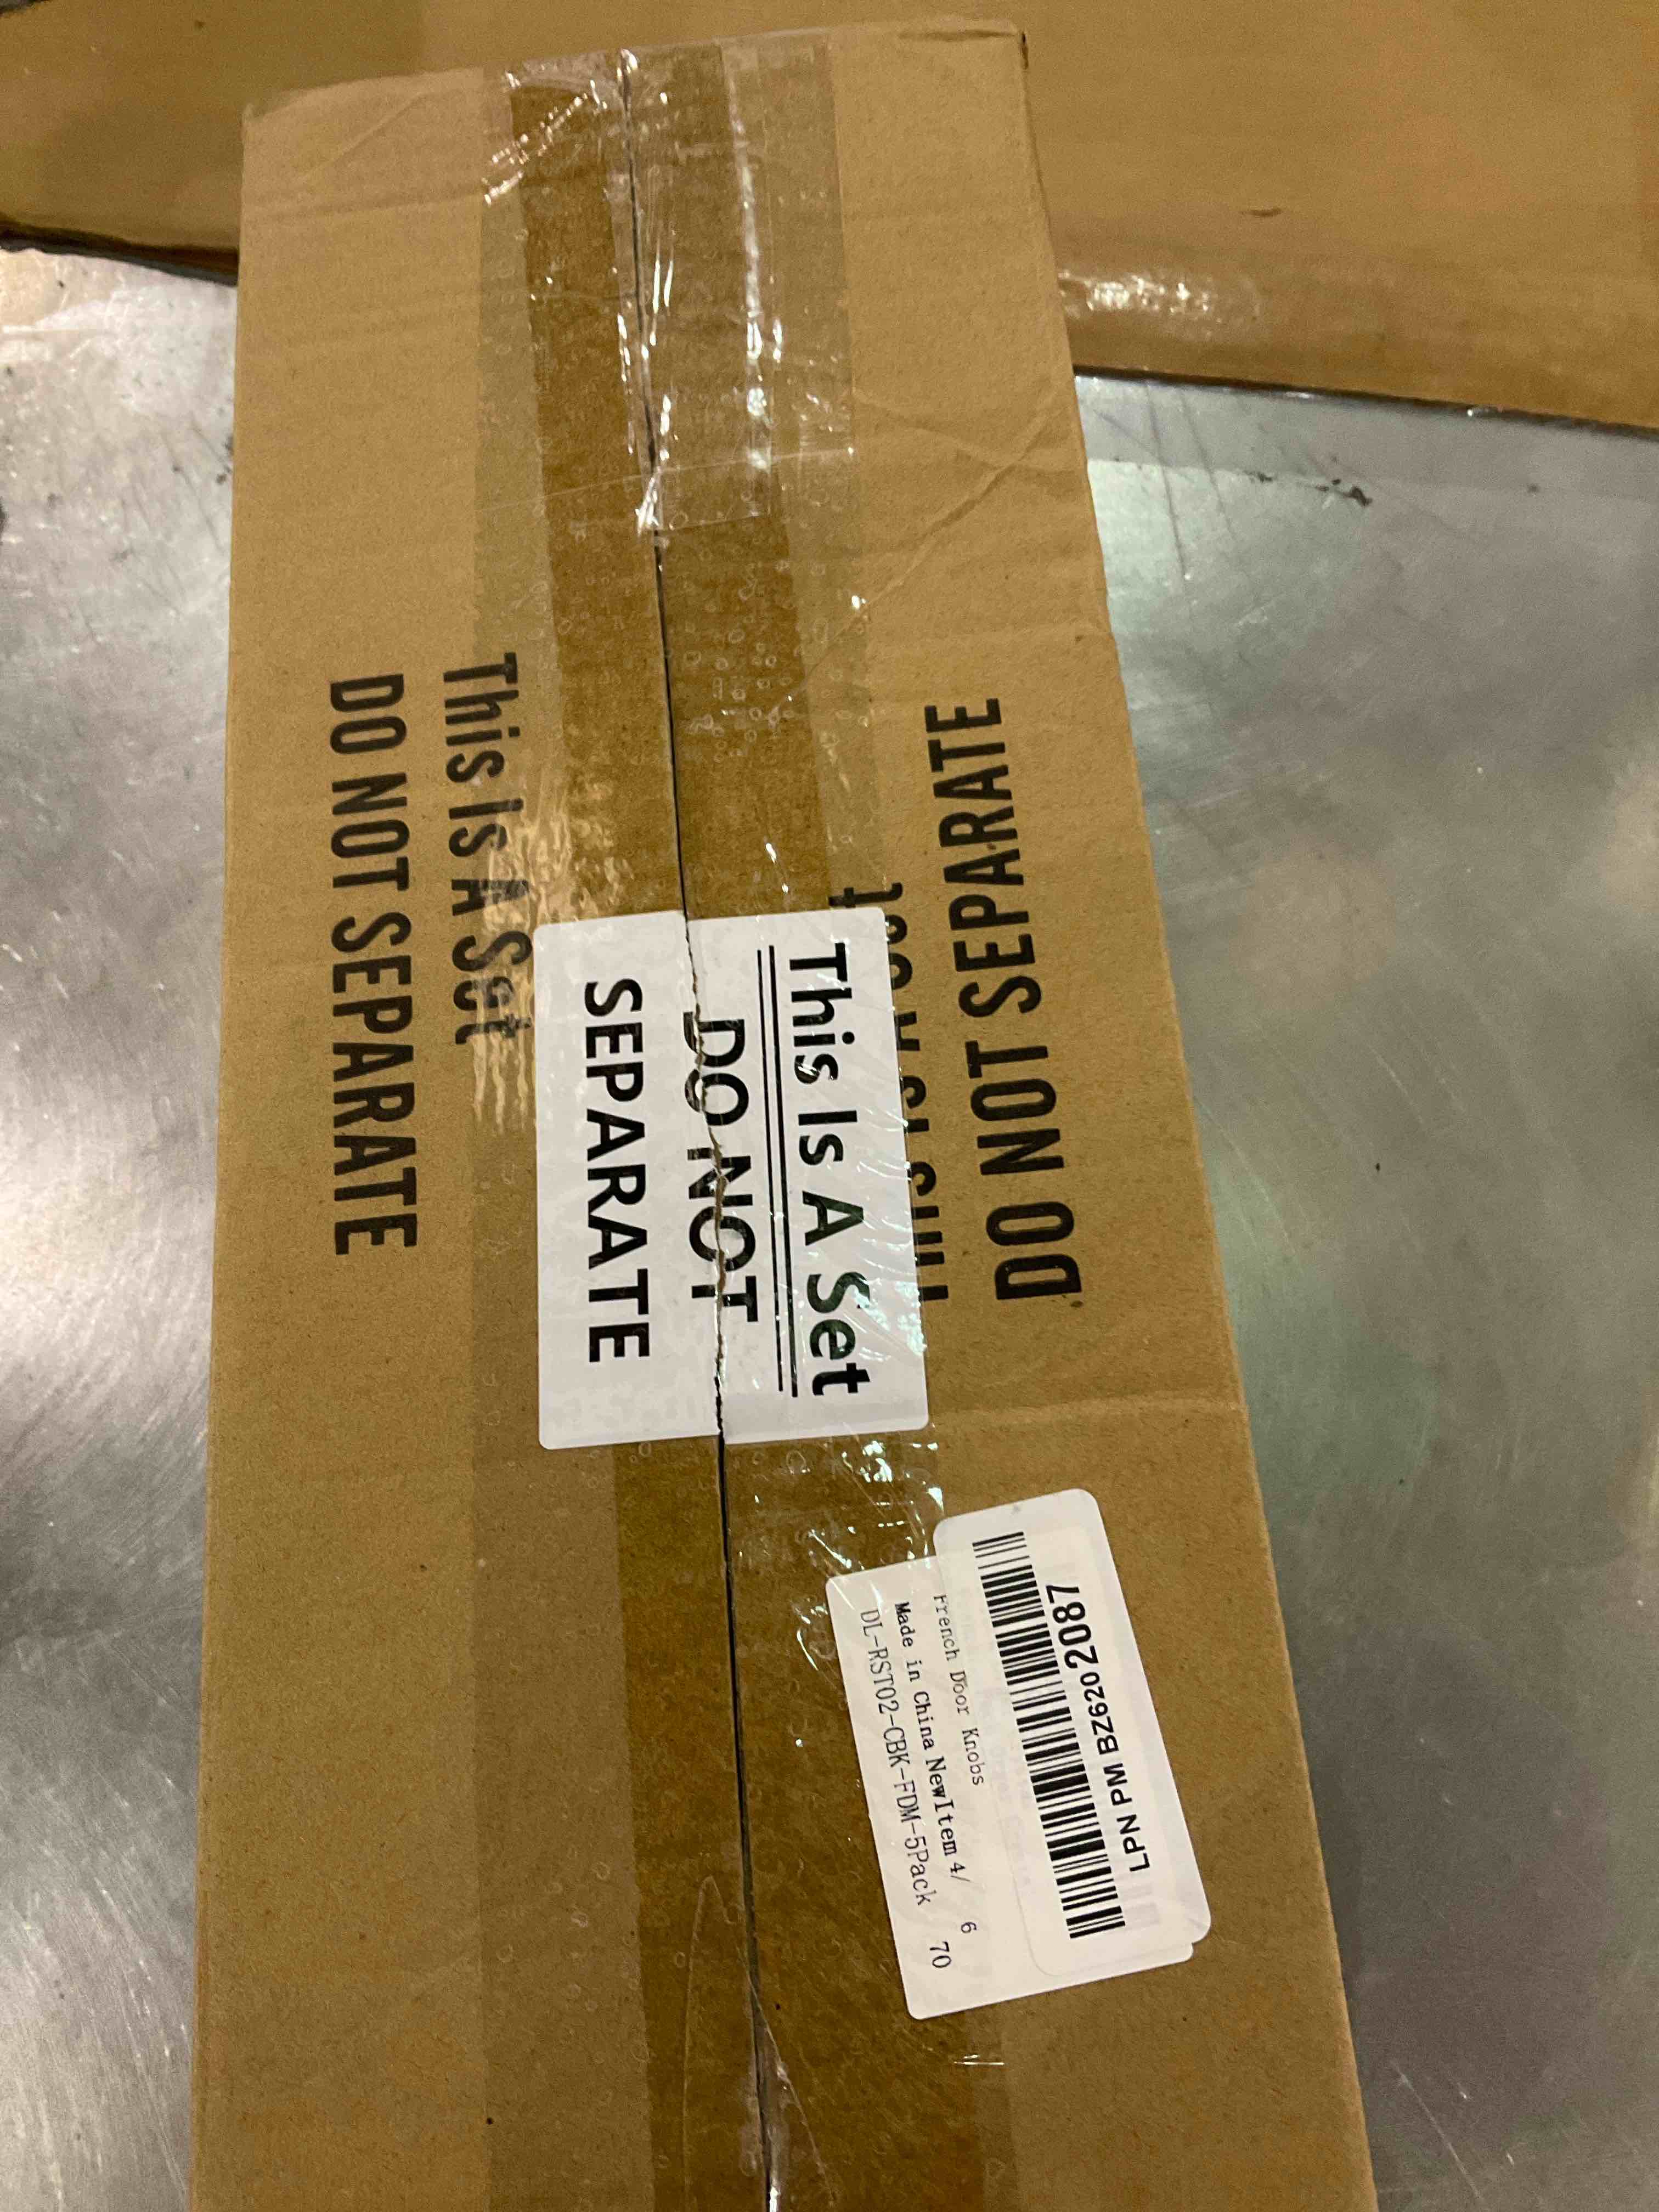 This Is A Set
DO NOT SEPARATE
DO NOT SEPARATE
This Is A Set
This Is A Set
DO NOT
SEPARATE
LPN PM BZ6202087
French Door Knobs
Made in China NewItem 4/ 6
DL-RST02-CBK-FDM-5Pack 70